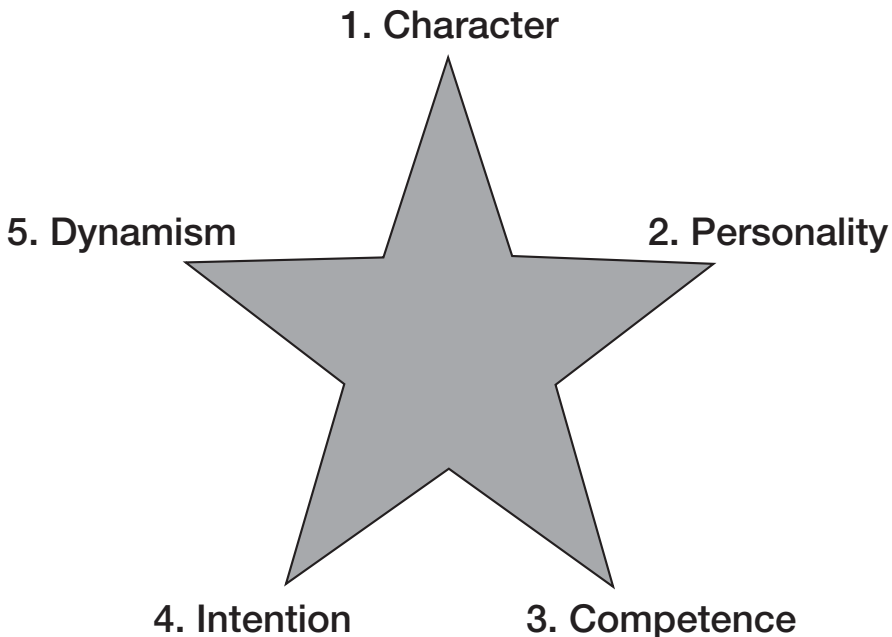 1. Character
2. Personality
3. Competence
4. Intention
5. Dynamism